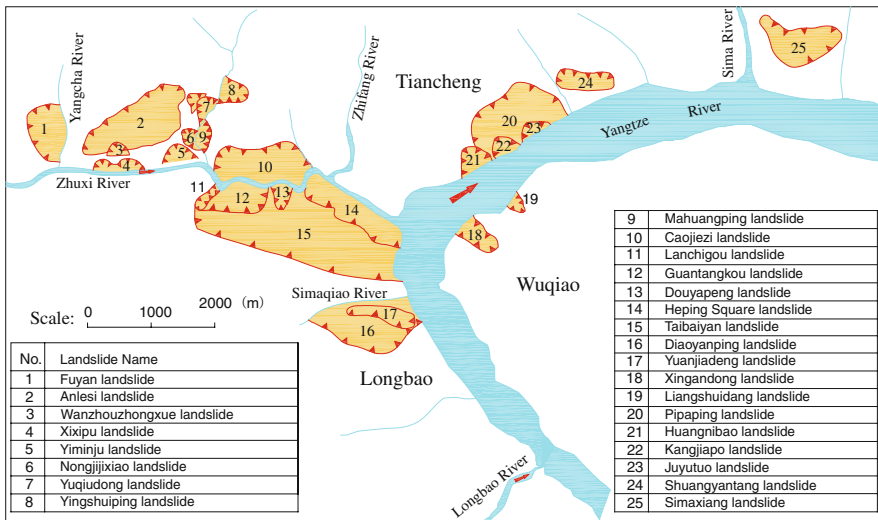 Yangcha River
Zhuxi River
Zhifang River
Tiancheng
Sima River
Yangtze River
Wuqiao
Simaqiao River
Longbao
Longbao River
1
2
3
4
5
6
7
8
9
10
11
12
13
14
15
16
17
18
19
20
21
22
23
24
25
Scale: 0 1000 2000 (m)
No. Landslide Name
1 Fuyan landslide
2 Anlesi landslide
3 Wanzhouzhongxue landslide
4 Xixipu landslide
5 Yiminju landslide
6 Nongjijixiao landslide
7 Yuqiudong landslide
8 Yingshuiping landslide
9 Mahuangping landslide
10 Caojiezi landslide
11 Lanchigou landslide
12 Guantangkou landslide
13 Douyapeng landslide
14 Heping Square landslide
15 Taibaiyan landslide
16 Diaoyanping landslide
17 Yuanjiadeng landslide
18 Xingandong landslide
19 Liangshuidang landslide
20 Pipaping landslide
21 Huangnibao landslide
22 Kangjiapo landslide
23 Juyutuo landslide
24 Shuangyantang landslide
25 Simaxiang landslide